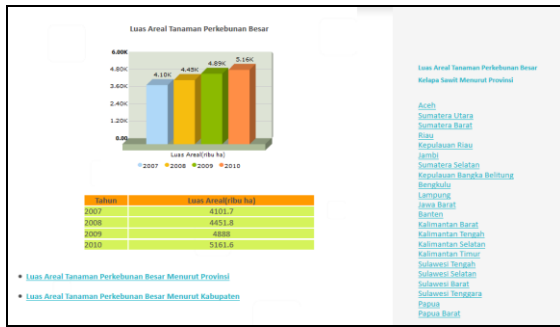 Luas Areal Tanaman Perkebunan Besar
6.00K
4.80K
3.60K
2.40K
1.20K
0.00
4.10K
4.45K
4.89K
5.16K
Luas Areal(ribu ha)
2007 2008 2009 2010
Tahun Luas Areal(ribu ha)
2007 4101.7
2008 4451.8
2009 4888
2010 5161.6
Luas Areal Tanaman Perkebunan Besar Menurut Provinsi
Luas Areal Tanaman Perkebunan Besar Menurut Kabupaten
Luas Areal Tanaman Perkebunan Besar
Kelapa Sawit Menurut Provinsi
Aceh
Sumatera Utara
Sumatera Barat
Riau
Kepulauan Riau
Jambi
Sumatera Selatan
Kepulauan Bangka Belitung
Bengkulu
Lampung
Jawa Barat
Banten
Kalimantan Barat
Kalimantan Tengah
Kalimantan Selatan
Kalimantan Timur
Sulawesi Tengah
Sulawesi Selatan
Sulawesi Barat
Sulawesi Tenggara
Papua
Papua Barat